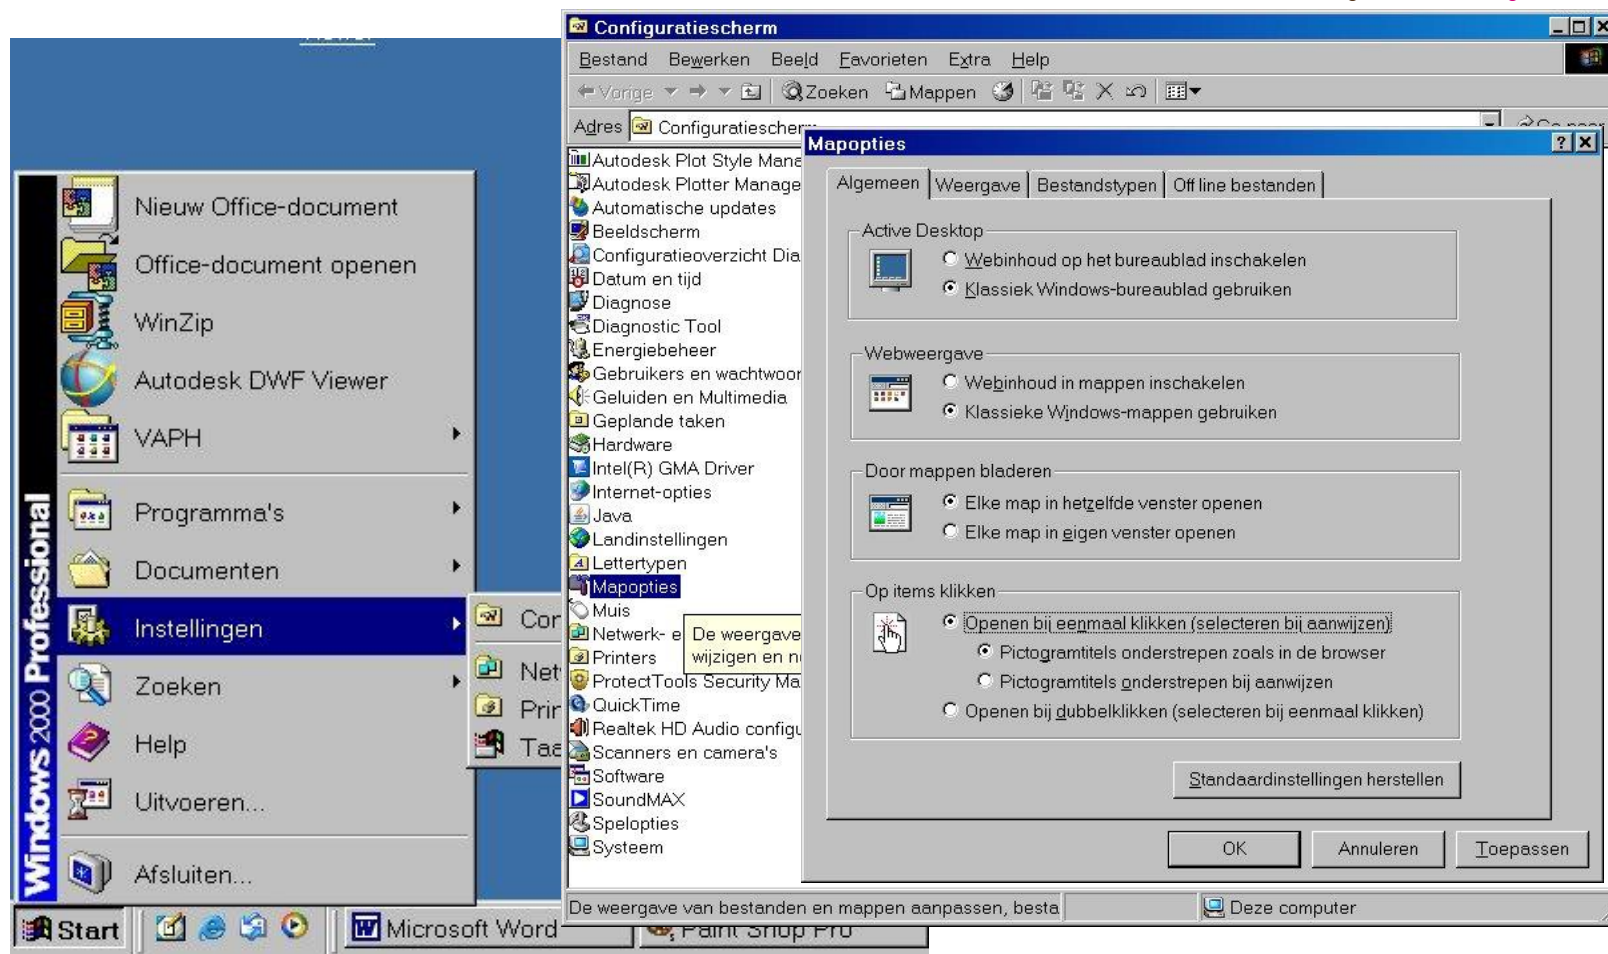 Nieuw Office-document
Office-document openen
WinZip
Autodesk DWF Viewer
VAPH
Programma's
Documenten
Instellingen
Zoeken
Help
Uitvoeren...
Afsluiten...
Windows 2000 Professional
Start
Microsoft Word
Paint Shop Pro
Configuratiescherm
Bestand Bewerken Beeld Favorieten Extra Help
Vorige Zoeken Mappen
Adres Configuratiescherm
Autodesk Plot Style Mana
Autodesk Plotter Manage
Automatische updates
Beeldscherm
Configuratieoverzicht Dia
Datum en tijd
Diagnose
Diagnostic Tool
Energiebeheer
Gebruikers en wachtwoor
Geluiden en Multimedia
Geplande taken
Hardware
Intel(R) GMA Driver
Internet-opties
Java
Landinstellingen
Lettertypen
Mapopties
Muis
Netwerk- e
Printers
ProtectTools Security Ma
QuickTime
Realtek HD Audio configu
Scanners en camera's
Software
SoundMAX
Spelopties
Systeem
De weergave
wijzigen en
De weergave van bestanden en mappen aanpassen, besta
Deze computer
Mapopties
Algemeen Weergave Bestandstypen Off line bestanden
Active Desktop
Webinhoud op het bureaublad inschakelen
Klassiek Windows-bureaublad gebruiken
Webweergave
Webinhoud in mappen inschakelen
Klassieke Windows-mappen gebruiken
Door mappen bladeren
Elke map in hetzelfde venster openen
Elke map in eigen venster openen
Op items klikken
Openen bij eenmaal klikken (selecteren bij aanwijzen)
Pictogramtitels onderstrepen zoals in de browser
Pictogramtitels onderstrepen bij aanwijzen
Openen bij dubbelklikken (selecteren bij eenmaal klikken)
Standaardinstellingen herstellen
OK Annuleren Toepassen